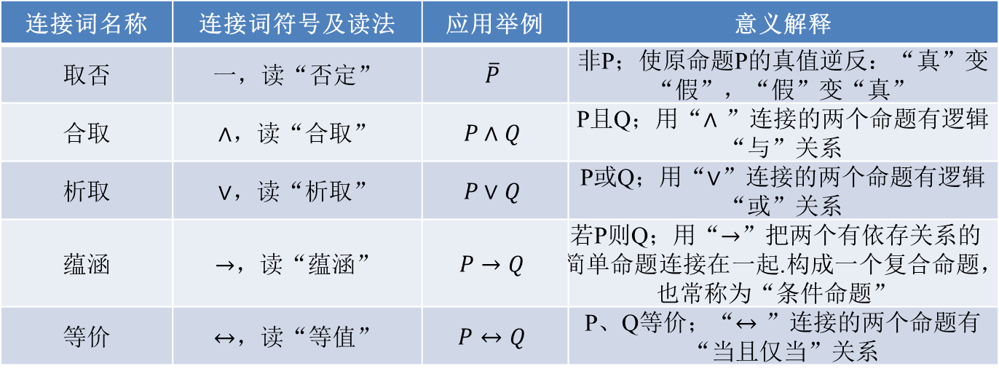 连接词名称 连接词符号及读法 应用举例 意义解释
取否 一，读“否定” P̄ 非P；使原命题P的真值逆反：“真”变
“假”，“假”变“真”
合取 ∧，读“合取” P ∧ Q P且Q；用“∧ ”连接的两个命题有逻辑
“与”关系
析取 ∨，读“析取” P ∨ Q P或Q；用“∨”连接的两个命题有逻辑
“或”关系
若P则Q；用“→”把两个有依存关系的
蕴涵 →，读“蕴涵” P → Q 简单命题连接在一起.构成一个复合命题，
也常称为“条件命题”
等价 ↔，读“等值” P ↔ Q P、Q等价；“↔ ”连接的两个命题有
“当且仅当”关系